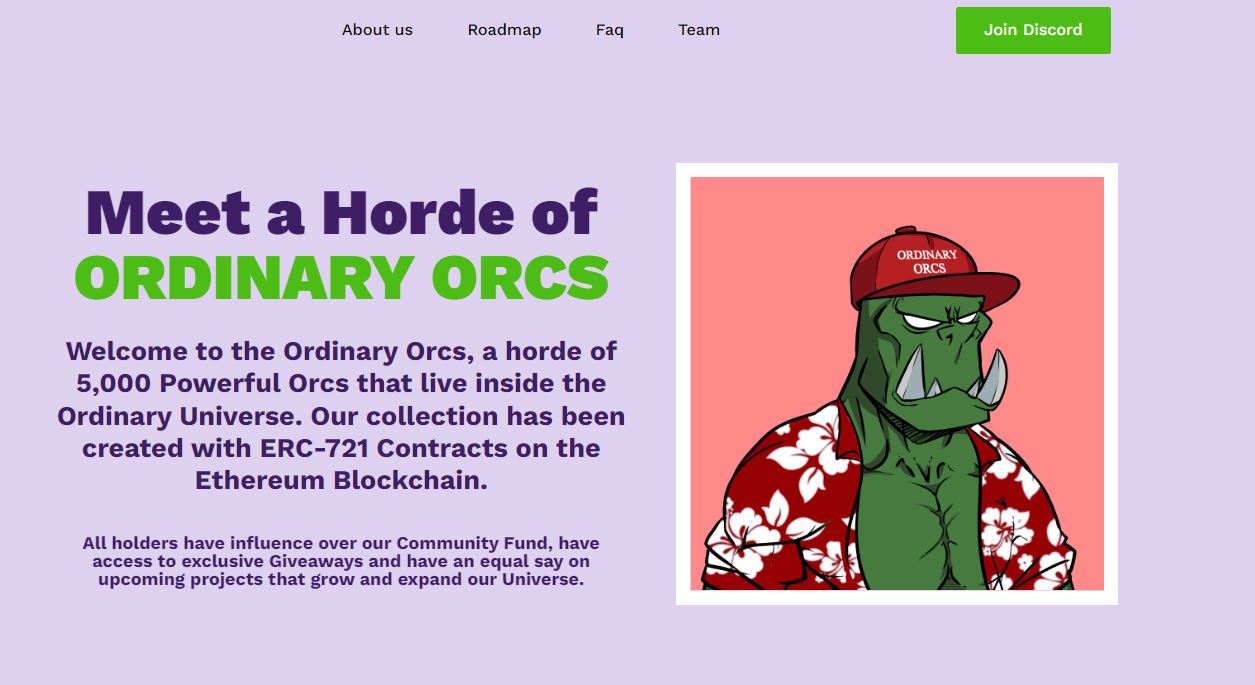 About us
Roadmap
Faq
Team
Join Discord
Meet a Horde of
ORDINARY ORCS
Welcome to the Ordinary Orcs, a horde of
5,000 Powerful Orcs that live inside the
Ordinary Universe. Our collection has been
created with ERC-721 Contracts on the
Ethereum Blockchain.
All holders have influence over our Community Fund, have
access to exclusive Giveaways and have an equal say on
upcoming projects that grow and expand our Universe.
ORDINARY
ORCS